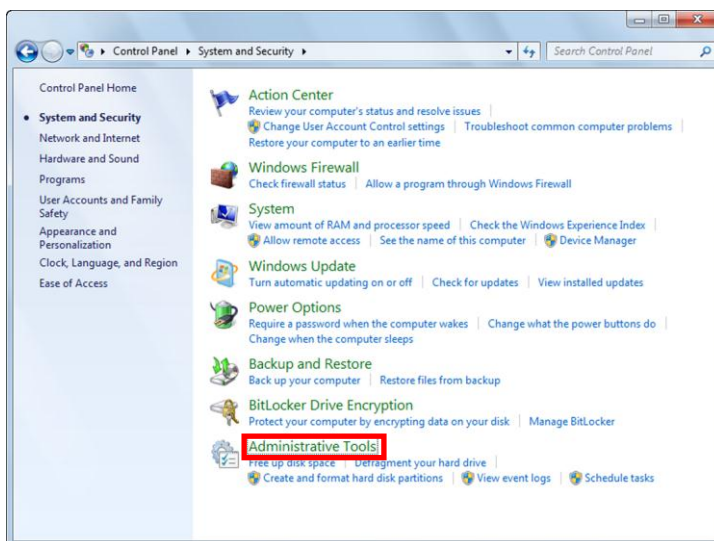 Control Panel ▸ System and Security ▸
Search Control Panel
Control Panel Home
System and Security
Network and Internet
Hardware and Sound
Programs
User Accounts and Family
Safety
Appearance and
Personalization
Clock, Language, and Region
Ease of Access
Action Center
Review your computer's status and resolve issues
Change User Account Control settings | Troubleshoot common computer problems
Restore your computer to an earlier time
Windows Firewall
Check firewall status | Allow a program through Windows Firewall
System
View amount of RAM and processor speed | Check the Windows Experience Index
Allow remote access | See the name of this computer | Device Manager
Windows Update
Turn automatic updating on or off | Check for updates | View installed updates
Power Options
Require a password when the computer wakes | Change what the power buttons do
Change when the computer sleeps
Backup and Restore
Back up your computer | Restore files from backup
BitLocker Drive Encryption
Protect your computer by encrypting data on your disk | Manage BitLocker
Administrative Tools
Free up disk space | Defragment your hard drive
Create and format hard disk partitions | View event logs | Schedule tasks